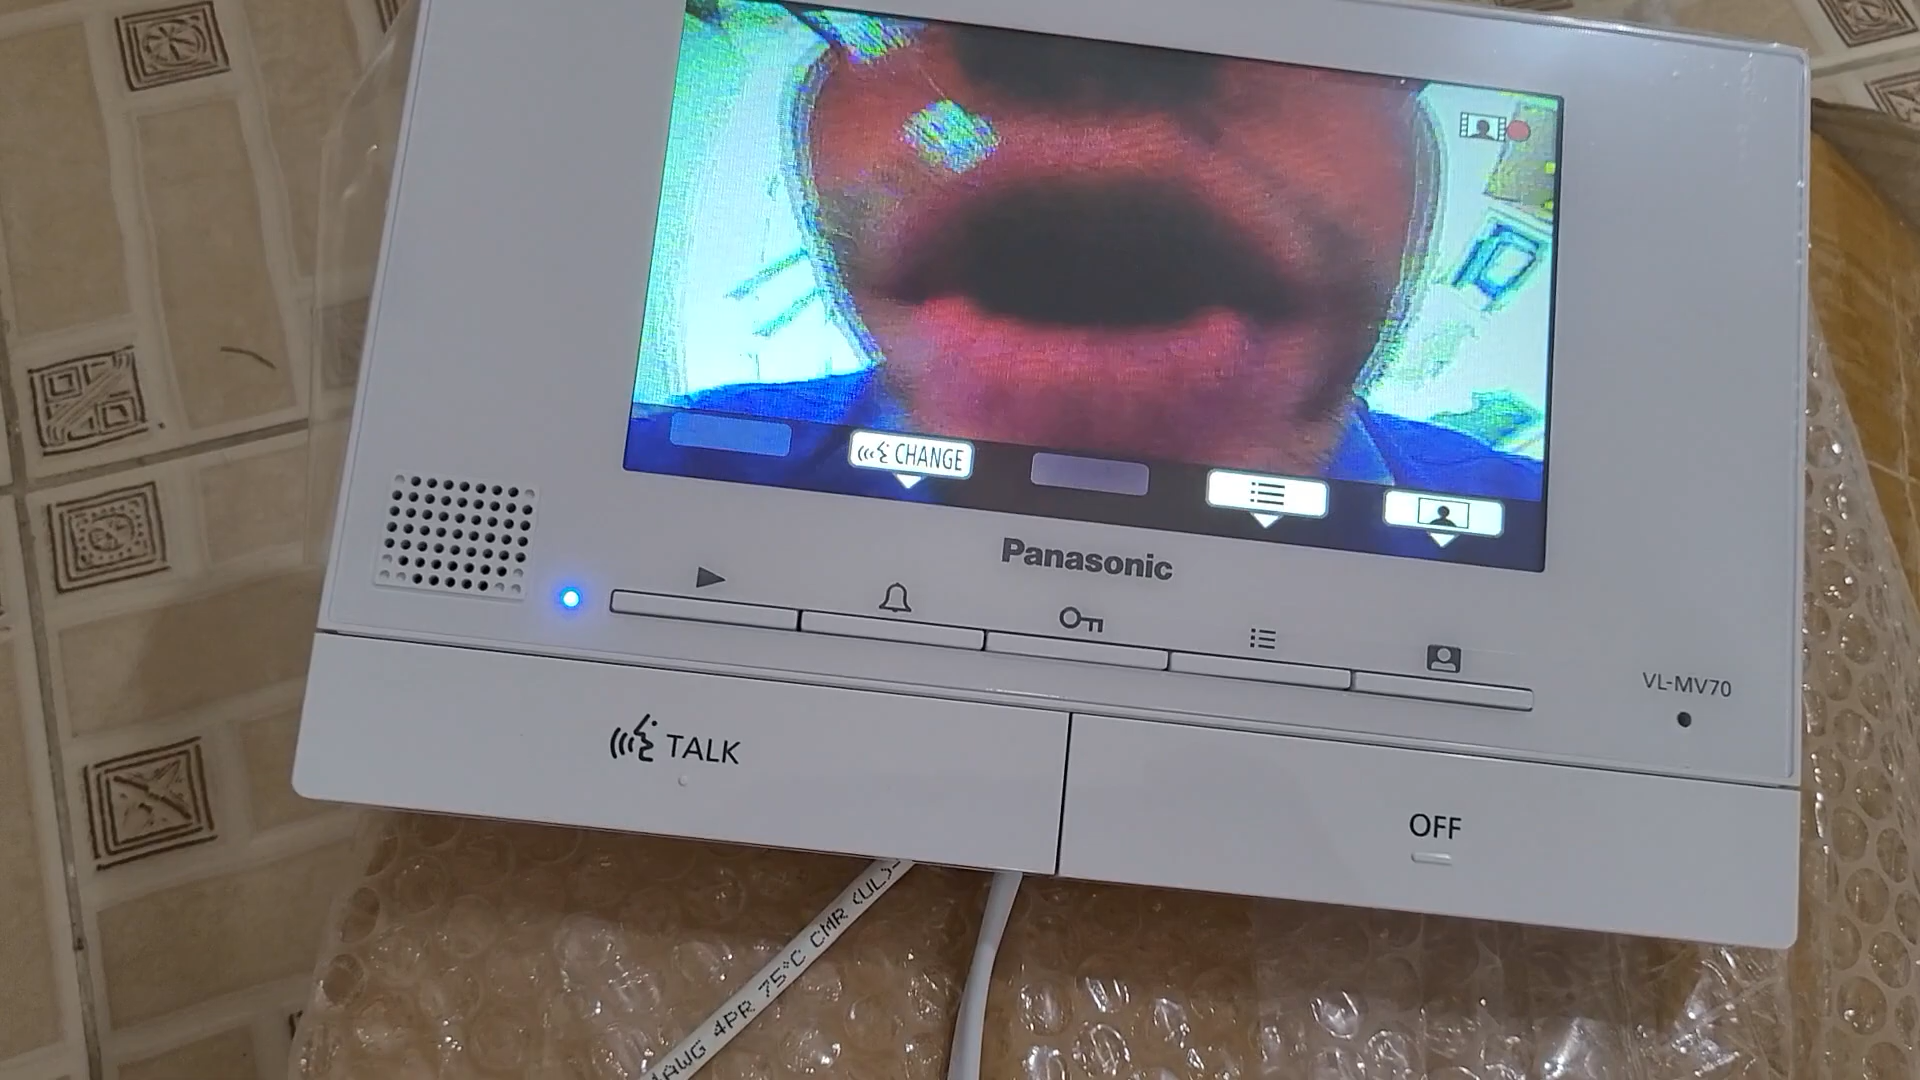 CHANGE
Panasonic
VL-MV70
TALK
OFF
AWG 4PR 75°C CMR (UL)-